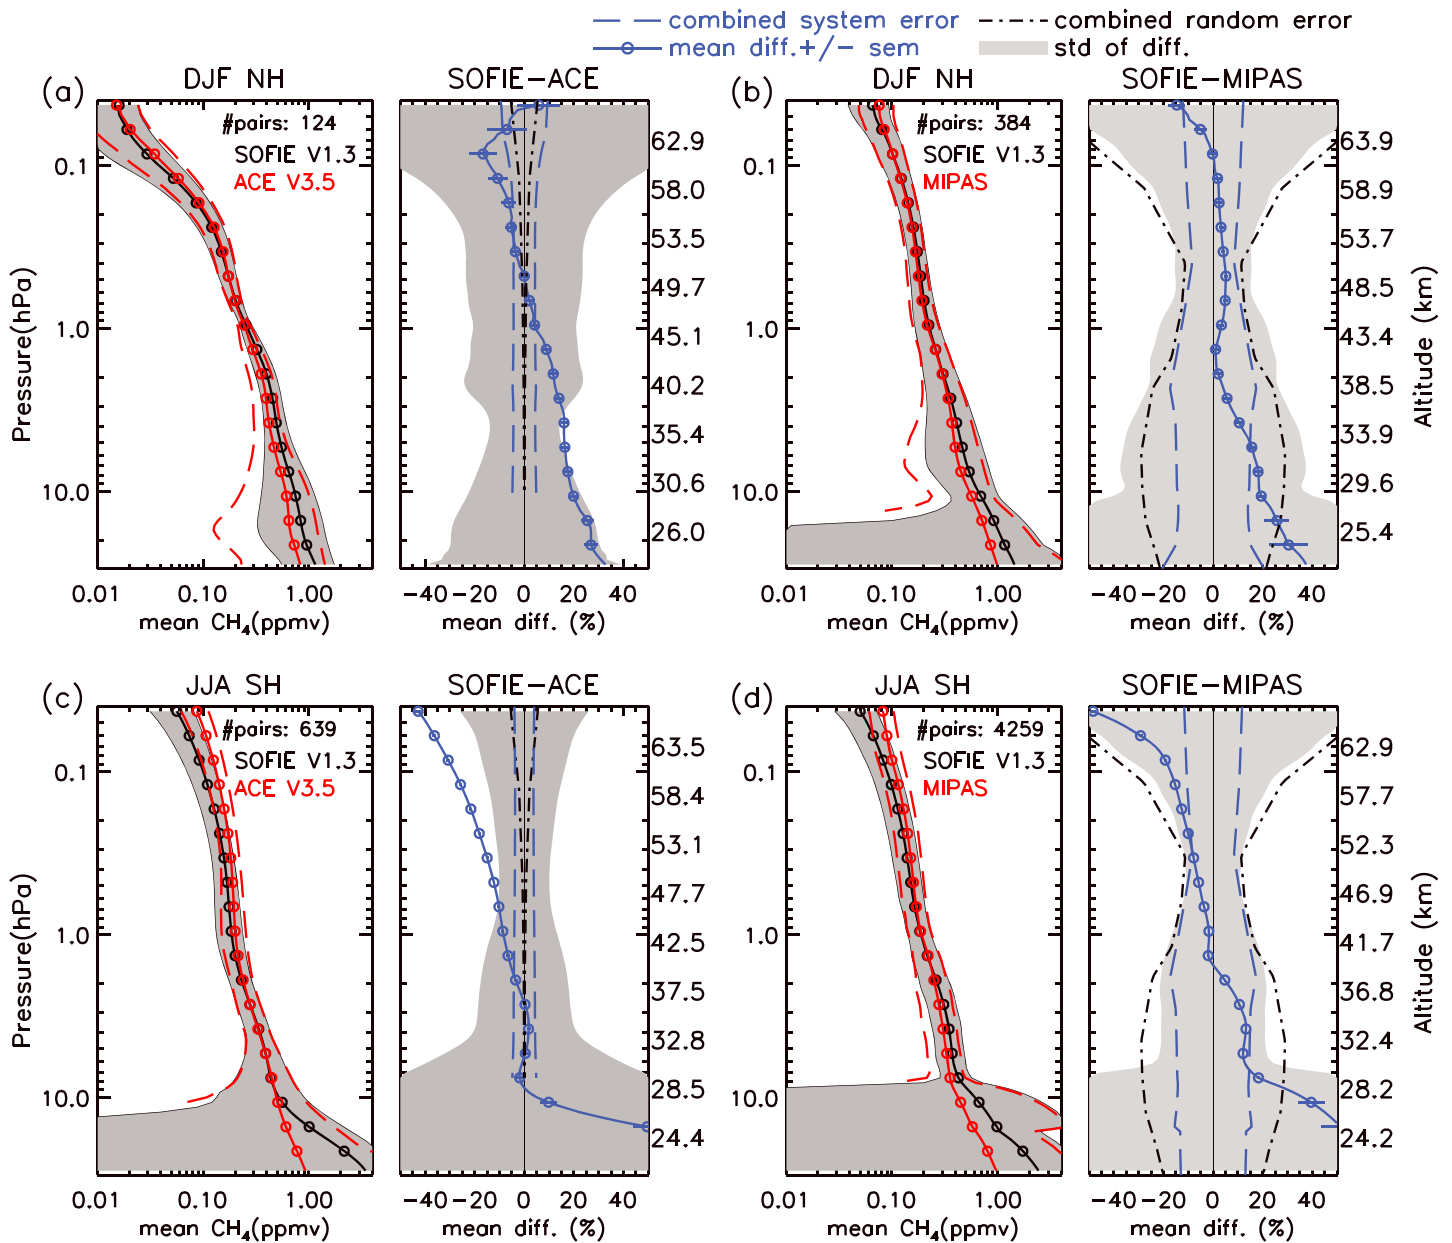 combined system error
combined random error
mean diff.+/− sem
std of diff.
(a)
DJF NH
SOFIE−ACE
#pairs: 124
SOFIE V1.3
ACE V3.5
0.1
1.0
10.0
Pressure(hPa)
0.01 0.10 1.00
mean CH4(ppmv)
62.9
58.0
53.5
49.7
45.1
40.2
35.4
30.6
26.0
−40 −20 0 20 40
mean diff. (%)
(b)
DJF NH
SOFIE−MIPAS
#pairs: 384
SOFIE V1.3
MIPAS
0.1
1.0
10.0
0.01 0.10 1.00
mean CH4(ppmv)
63.9
58.9
53.7
48.5
43.4
38.5
33.9
29.6
25.4
Altitude (km)
−40 −20 0 20 40
mean diff. (%)
(c)
JJA SH
SOFIE−ACE
#pairs: 639
SOFIE V1.3
ACE V3.5
0.1
1.0
10.0
Pressure(hPa)
0.01 0.10 1.00
mean CH4(ppmv)
63.5
58.4
53.1
47.7
42.5
37.5
32.8
28.5
24.4
−40 −20 0 20 40
mean diff. (%)
(d)
JJA SH
SOFIE−MIPAS
#pairs: 4259
SOFIE V1.3
MIPAS
0.1
1.0
10.0
0.01 0.10 1.00
mean CH4(ppmv)
62.9
57.7
52.3
46.9
41.7
36.8
32.4
28.2
24.2
Altitude (km)
−40 −20 0 20 40
mean diff. (%)